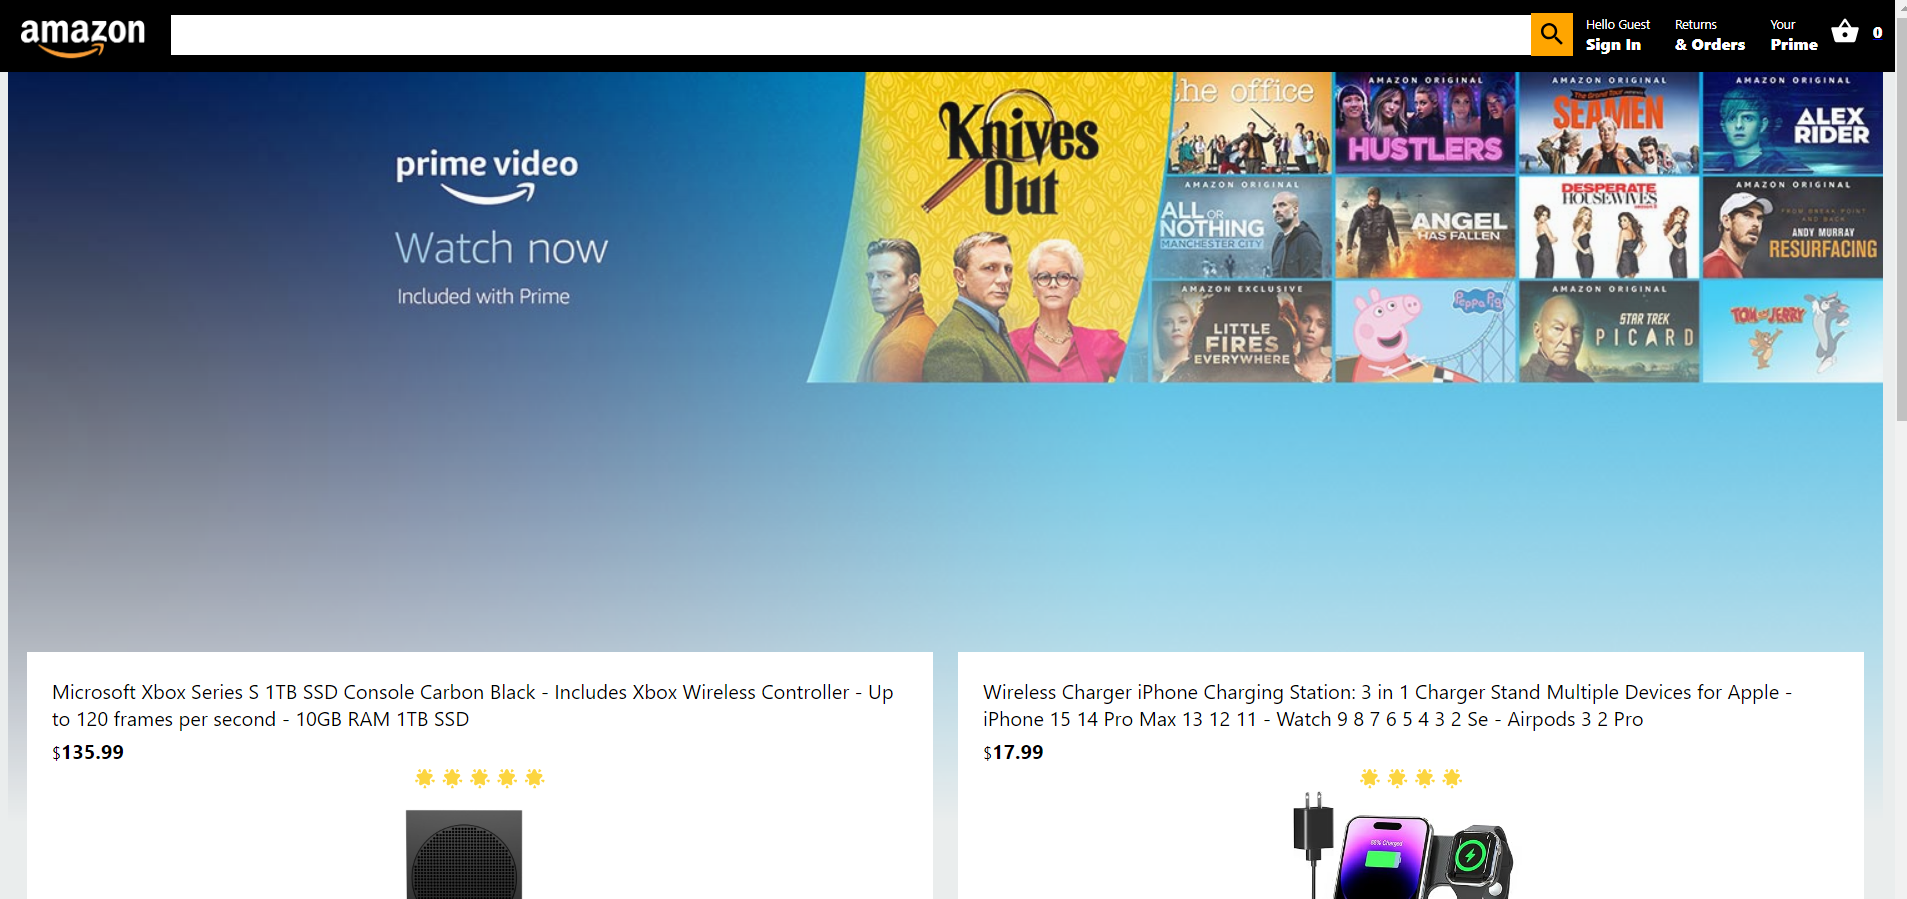 amazon
Hello Guest
Sign In
Returns
& Orders
Your
Prime
0
prime video
Watch now
Included with Prime
Knives
Out
the office
AMAZON ORIGINAL
HUSTLERS
AMAZON ORIGINAL
The Grand Tour
SEAMEN
AMAZON ORIGINAL
ALEX
RIDER
AMAZON ORIGINAL
ALL OR
NOTHING
MANCHESTER CITY
ANGEL
HAS FALLEN
DESPERATE
HOUSEWIVES
AMAZON ORIGINAL
FROM BREAK POINT
AND BACK
ANDY MURRAY
RESURFACING
AMAZON EXCLUSIVE
LITTLE
FIRES
EVERYWHERE
Peppa Pig
AMAZON ORIGINAL
STAR TREK
PICARD
TOM AND JERRY
Microsoft Xbox Series S 1TB SSD Console Carbon Black - Includes Xbox Wireless Controller - Up
to 120 frames per second - 10GB RAM 1TB SSD
$135.99
Wireless Charger iPhone Charging Station: 3 in 1 Charger Stand Multiple Devices for Apple -
iPhone 15 14 Pro Max 13 12 11 - Watch 9 8 7 6 5 4 3 2 Se - Airpods 3 2 Pro
$17.99